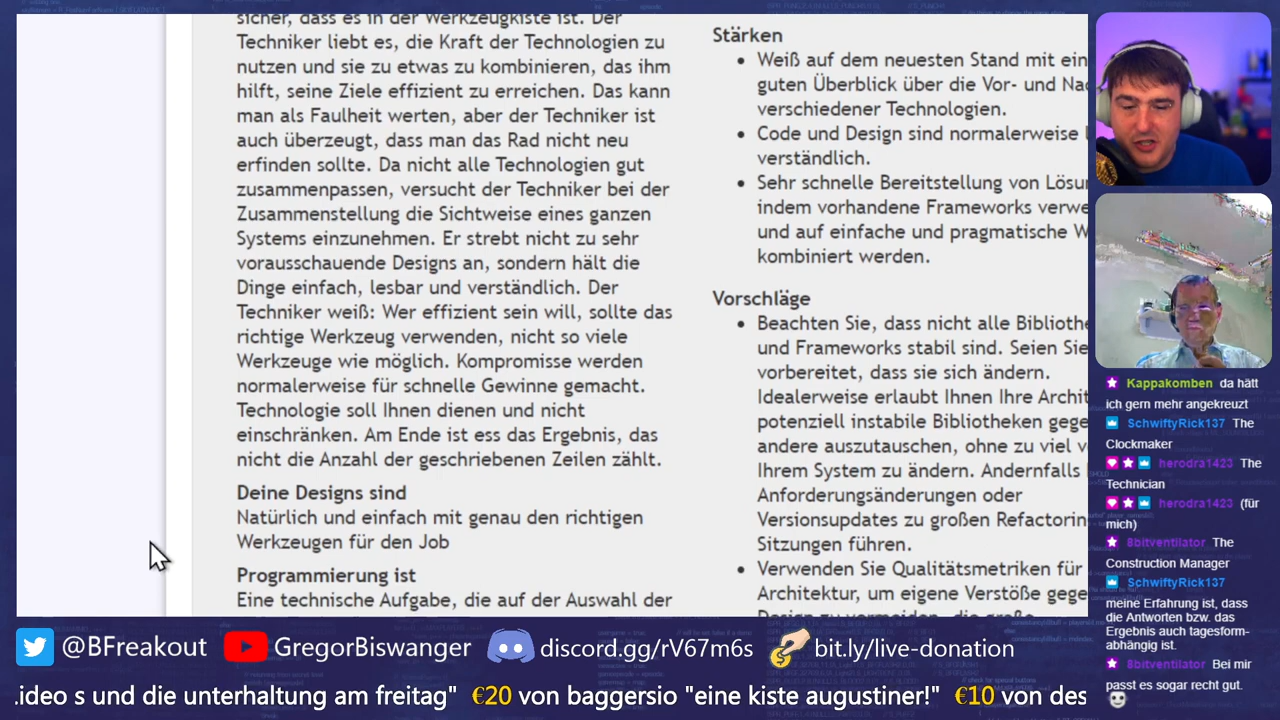 sicher, dass es in der Werkzeugkiste ist. Der
Techniker liebt es, die Kraft der Technologien zu
nutzen und sie zu etwas zu kombinieren, das ihm
hilft, seine Ziele effizient zu erreichen. Das kann
man als Faulheit werten, aber der Techniker ist
auch überzeugt, dass man das Rad nicht neu
erfinden sollte. Da nicht alle Technologien gut
zusammenpassen, versucht der Techniker bei der
Zusammenstellung die Sichtweise eines ganzen
Systems einzunehmen. Er strebt nicht zu sehr
vorausschauende Designs an, sondern hält die
Dinge einfach, lesbar und verständlich. Der
Techniker weiß: Wer effizient sein will, sollte das
richtige Werkzeug verwenden, nicht so viele
Werkzeuge wie möglich. Kompromisse werden
normalerweise für schnelle Gewinne gemacht.
Technologie soll Ihnen dienen und nicht
einschränken. Am Ende ist ess das Ergebnis, das
nicht die Anzahl der geschriebenen Zeilen zählt.
Deine Designs sind
Natürlich und einfach mit genau den richtigen
Werkzeugen für den Job
Programmierung ist
Eine technische Aufgabe, die auf der Auswahl der
Stärken
Weiß auf dem neuesten Stand mit ein
guten Überblick über die Vor- und Nac
verschiedener Technologien.
Code und Design sind normalerweise
verständlich.
Sehr schnelle Bereitstellung von Lösu
indem vorhandene Frameworks verwe
und auf einfache und pragmatische W
kombiniert werden.
Vorschläge
Beachten Sie, dass nicht alle Biblioth
und Frameworks stabil sind. Seien Sie
vorbereitet, dass sie sich ändern.
Idealerweise erlaubt Ihnen Ihre Archit
potenziell instabile Bibliotheken gege
andere auszutauschen, ohne zu viel v
Ihrem System zu ändern. Andernfalls
Anforderungsänderungen oder
Versionsupdates zu großen Refactorin
Sitzungen führen.
Verwenden Sie Qualitätsmetriken für
Architektur, um eigene Verstöße gege
Design zu vermeiden, die große
Kappakomben da hätt
ich gern mehr angekreuzt
SchwiftyRick137 The
Clockmaker
herodra1423 The
Technician
herodra1423 (für
mich)
8bitventilator The
Construction Manager
SchwiftyRick137
meine Erfahrung ist, dass
die Antworten bzw. das
Ergebnis auch tagesform-
abhängig ist.
8bitventilator Bei mir
passt es sogar recht gut.
@BFreakout GregorBiswanger discord.gg/rV67m6s bit.ly/live-donation
.ideo s und die unterhaltung am freitag" €20 von baggersio "eine kiste augustiner!" €10 von des